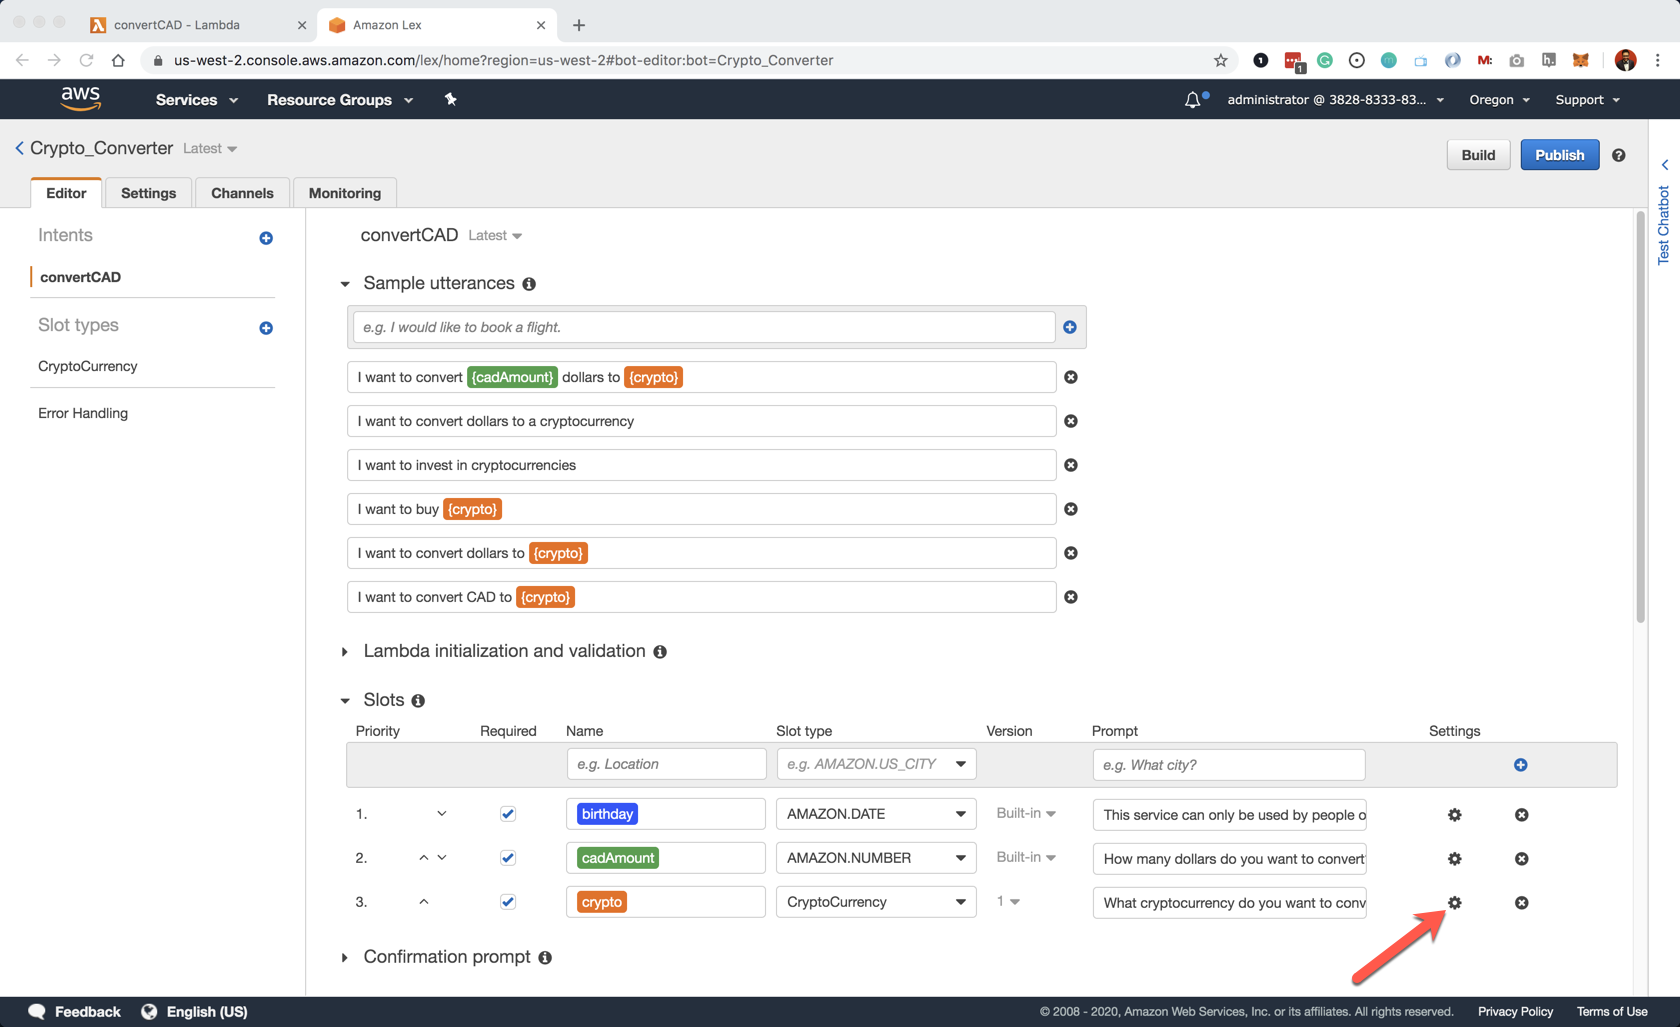 convertCAD - Lambda
Amazon Lex
us-west-2.console.aws.amazon.com/lex/home?region=us-west-2#bot-editor:bot=Crypto_Converter
1
1
M:
h.
aws
Services
Resource Groups
administrator @ 3828-8333-83...
Oregon
Support
Crypto_Converter
Latest
Build
Publish
Editor
Settings
Channels
Monitoring
Test Chatbot
Intents
convertCAD
Slot types
CryptoCurrency
Error Handling
convertCAD Latest
Sample utterances
e.g. I would like to book a flight.
I want to convert {cadAmount} dollars to {crypto}
I want to convert dollars to a cryptocurrency
I want to invest in cryptocurrencies
I want to buy {crypto}
I want to convert dollars to {crypto}
I want to convert CAD to {crypto}
Lambda initialization and validation
Slots
Priority Required Name Slot type Version Prompt Settings
e.g. Location e.g. AMAZON.US_CITY e.g. What city?
1. birthday AMAZON.DATE Built-in This service can only be used by people o
2. cadAmount AMAZON.NUMBER Built-in How many dollars do you want to convert
3. crypto CryptoCurrency 1 What cryptocurrency do you want to conv
Confirmation prompt
Feedback
English (US)
© 2008 - 2020, Amazon Web Services, Inc. or its affiliates. All rights reserved.
Privacy Policy
Terms of Use